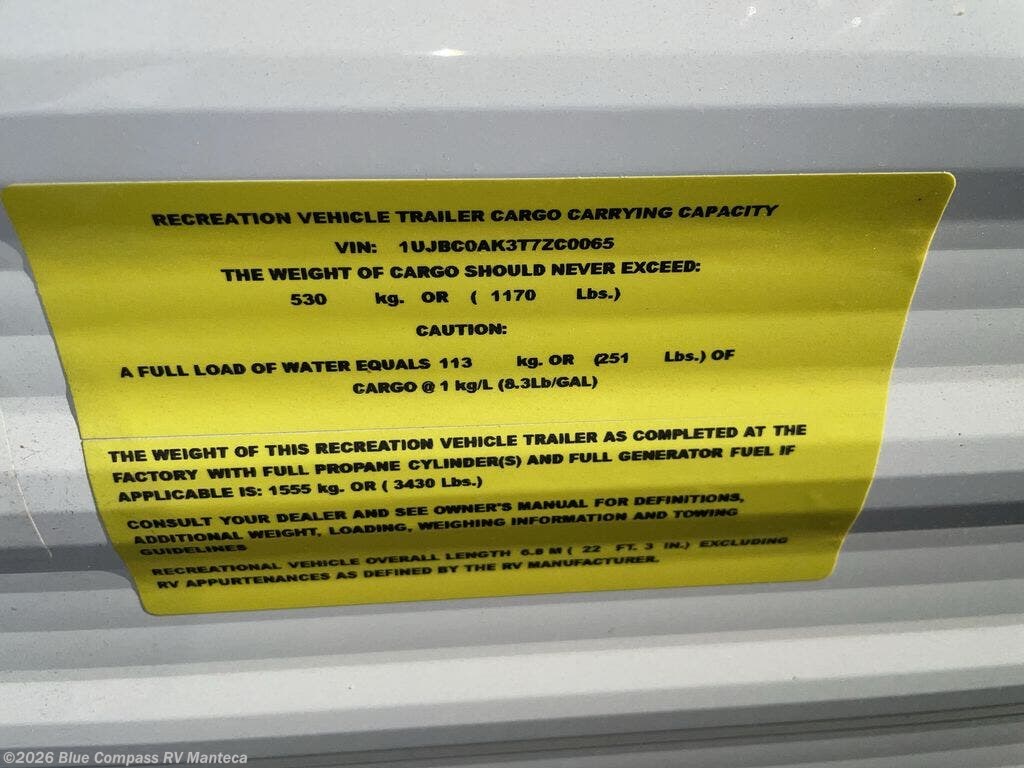 RECREATION VEHICLE TRAILER CARGO CARRYING CAPACITY
VIN: 1UJBC0AK3T7ZC0065
THE WEIGHT OF CARGO SHOULD NEVER EXCEED:
530 kg. OR ( 1170 Lbs.)
CAUTION:
A FULL LOAD OF WATER EQUALS 113 kg. OR (251 Lbs.) OF
CARGO @ 1 kg/L (8.3Lb/GAL)
THE WEIGHT OF THIS RECREATION VEHICLE TRAILER AS COMPLETED AT THE
FACTORY WITH FULL PROPANE CYLINDER(S) AND FULL GENERATOR FUEL IF
APPLICABLE IS: 1555 kg. OR ( 3430 Lbs.)
CONSULT YOUR DEALER AND SEE OWNER'S MANUAL FOR DEFINITIONS,
ADDITIONAL WEIGHT, LOADING, WEIGHING INFORMATION AND TOWING
GUIDELINES
RECREATIONAL VEHICLE OVERALL LENGTH 6.8 M ( 22 FT. 3 IN.) EXCLUDING
RV APPURTENANCES AS DEFINED BY THE RV MANUFACTURER.
©2026 Blue Compass RV Manteca